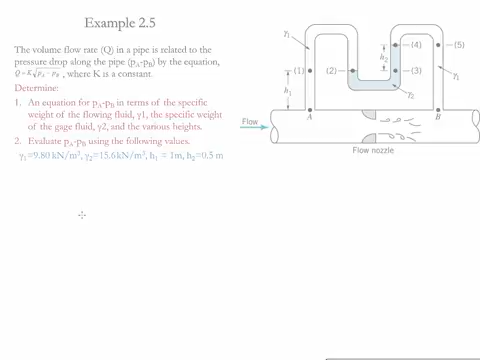 Example 2.5
The volume flow rate (Q) in a pipe is related to the
pressure drop along the pipe (pA-pB) by the equation,
Q = K√pA - pB , where K is a constant.
Determine:
1. An equation for pA-pB in terms of the specific
weight of the flowing fluid, γ1, the specific weight
of the gage fluid, γ2, and the various heights.
2. Evaluate pA-pB using the following values.
γ1=9.80 kN/m3, γ2=15.6kN/m3, h1 = 1m, h2=0.5 m
γ1
(4)
(5)
h2
(1)
(2)
(3)
γ1
h1
γ2
A
B
Flow
Flow nozzle